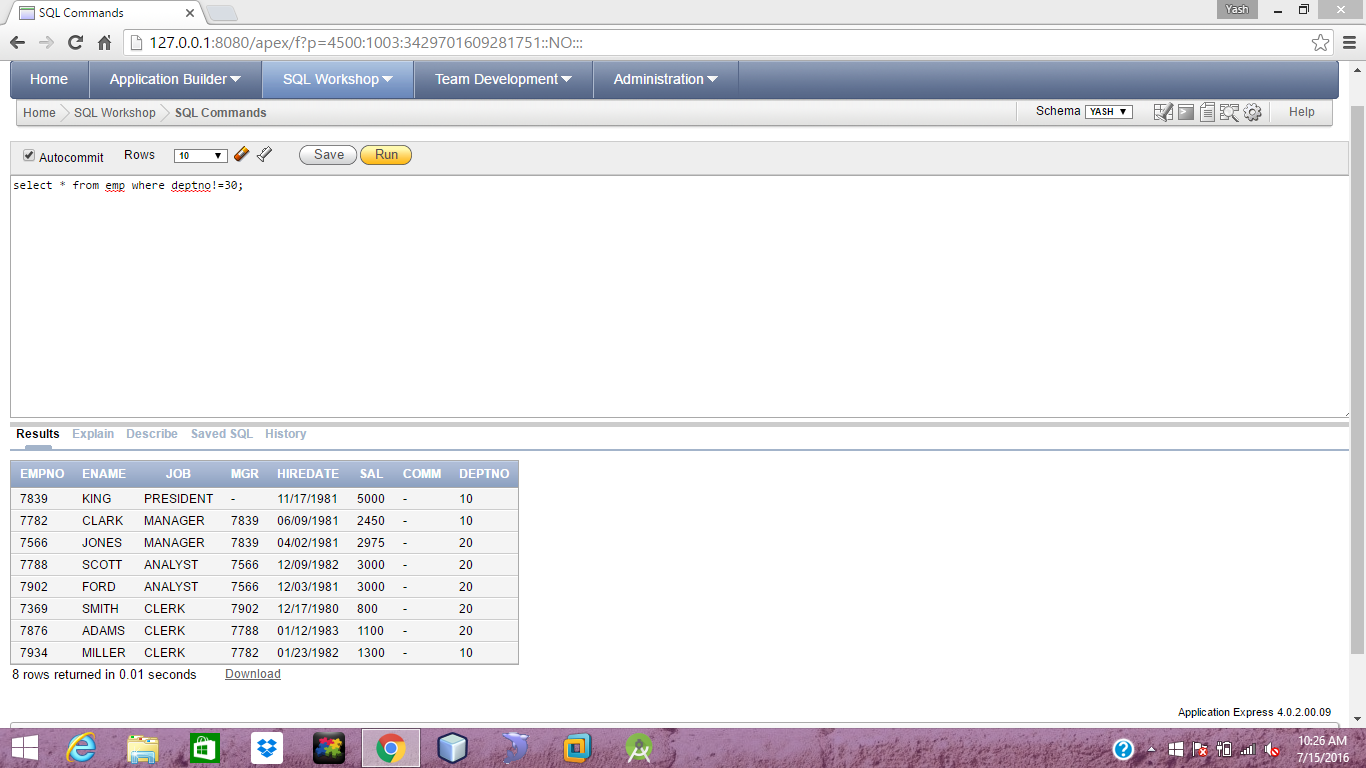 SQL Commands
Yash
127.0.0.1:8080/apex/f?p=4500:1003:3429701609281751::NO:::
Home Application Builder SQL Workshop Team Development Administration
Home SQL Workshop SQL Commands Schema YASH Help
Autocommit Rows 10 Save Run
select * from emp where deptno!=30;
Results Explain Describe Saved SQL History
EMPNO ENAME JOB MGR HIREDATE SAL COMM DEPTNO
7839 KING PRESIDENT - 11/17/1981 5000 - 10
7782 CLARK MANAGER 7839 06/09/1981 2450 - 10
7566 JONES MANAGER 7839 04/02/1981 2975 - 20
7788 SCOTT ANALYST 7566 12/09/1982 3000 - 20
7902 FORD ANALYST 7566 12/03/1981 3000 - 20
7369 SMITH CLERK 7902 12/17/1980 800 - 20
7876 ADAMS CLERK 7788 01/12/1983 1100 - 20
7934 MILLER CLERK 7782 01/23/1982 1300 - 10
8 rows returned in 0.01 seconds Download
Application Express 4.0.2.00.09
10:26 AM
7/15/2016